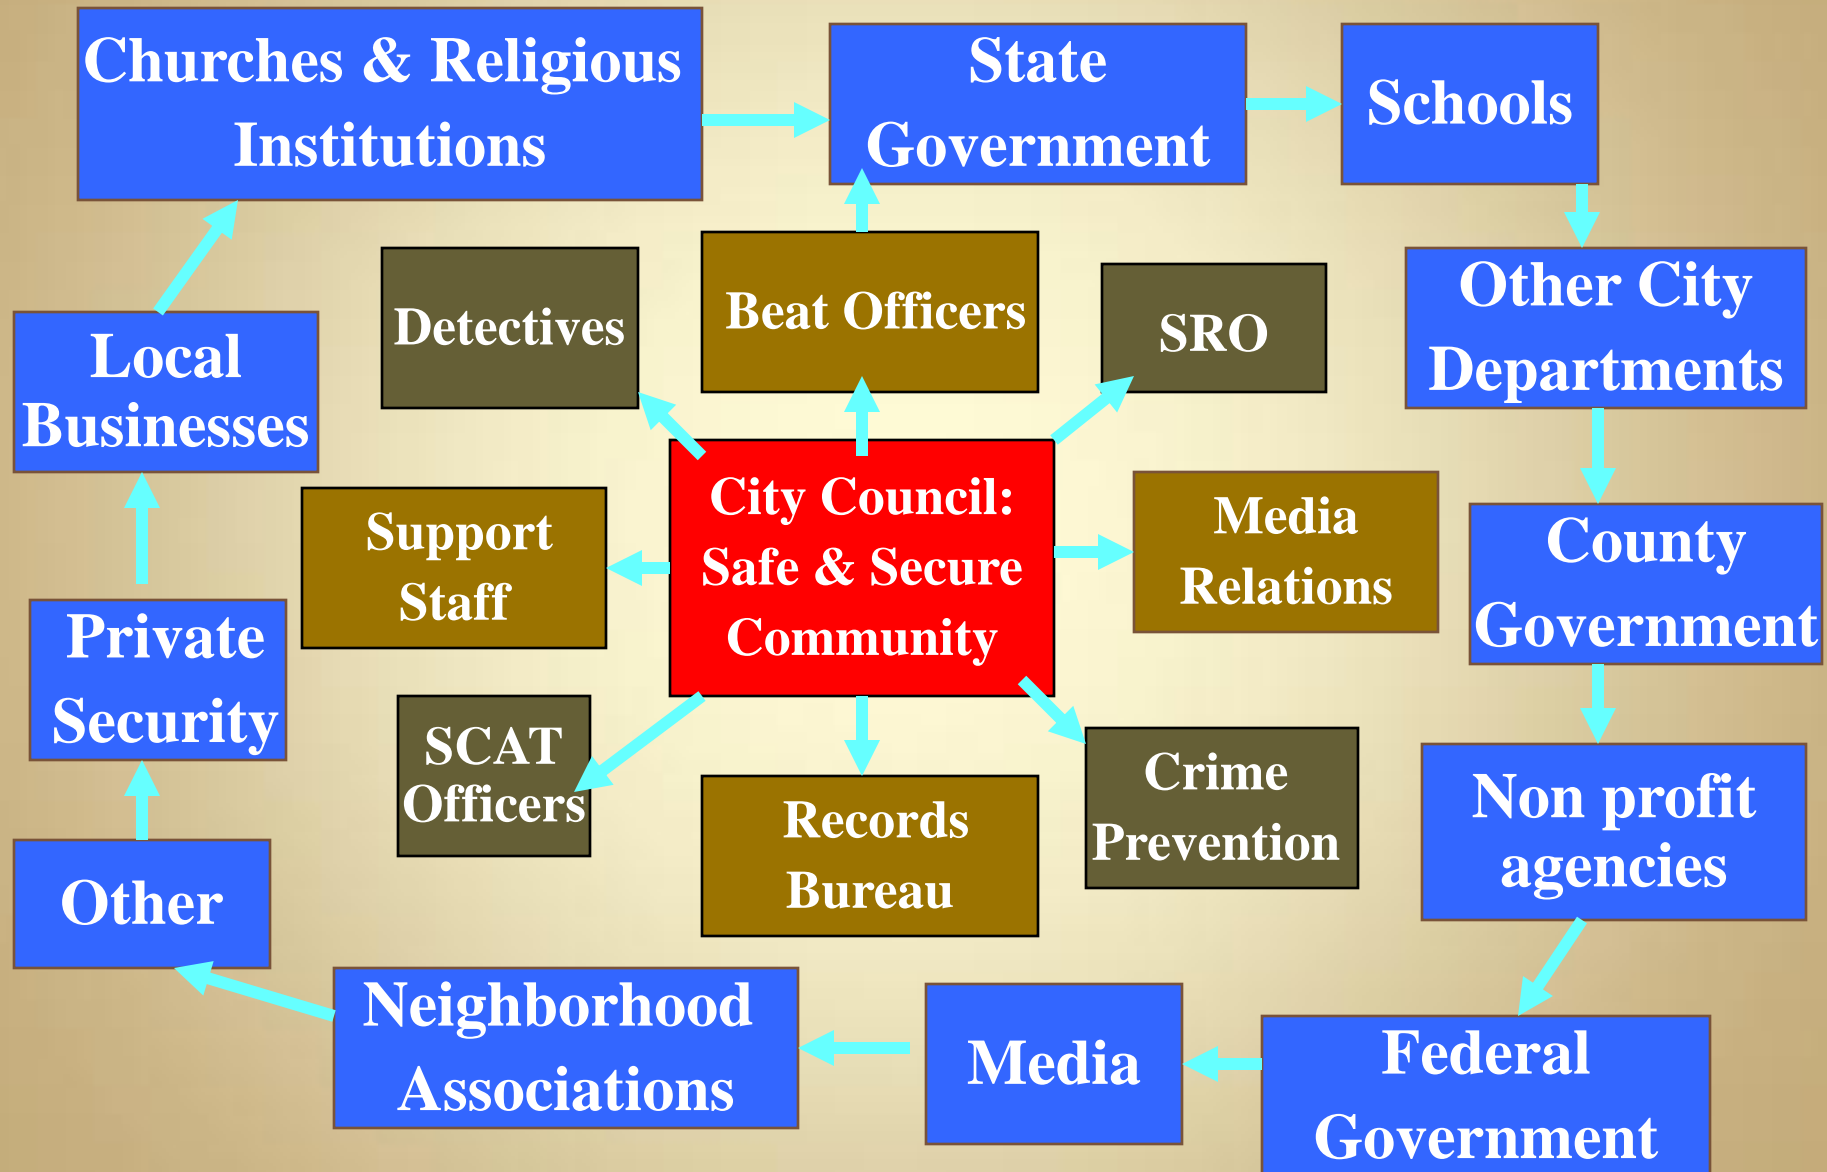 Churches & Religious
Institutions
State
Government
Schools
Detectives
Beat Officers
SRO
Other City
Departments
Local
Businesses
City Council:
Safe & Secure
Community
Support
Staff
Media
Relations
County
Government
Private
Security
SCAT
Officers
Records
Bureau
Crime
Prevention
Non profit
agencies
Other
Neighborhood
Associations
Media
Federal
Government